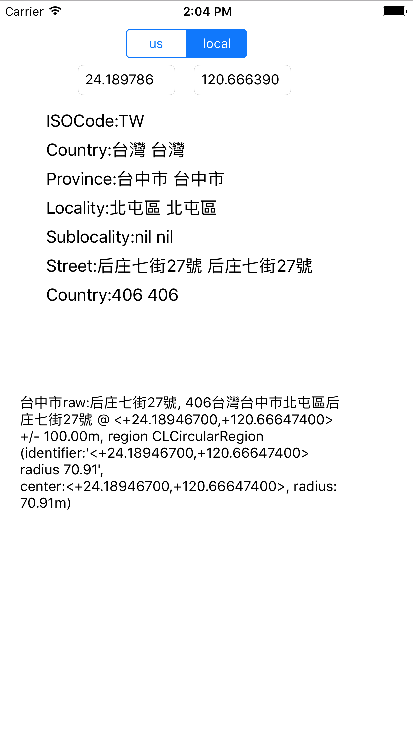 Carrier 2:04 PM
us local
24.189786 120.666390
ISOCode:TW
Country:台灣 台灣
Province:台中市 台中市
Locality:北屯區 北屯區
Sublocality:nil nil
Street:后庄七街27號 后庄七街27號
Country:406 406
台中市raw:后庄七街27號, 406台灣台中市北屯區后
庄七街27號 @ <+24.18946700,+120.66647400>
+/- 100.00m, region CLCircularRegion
(identifier:'<+24.18946700,+120.66647400>
radius 70.91',
center:<+24.18946700,+120.66647400>, radius:
70.91m)